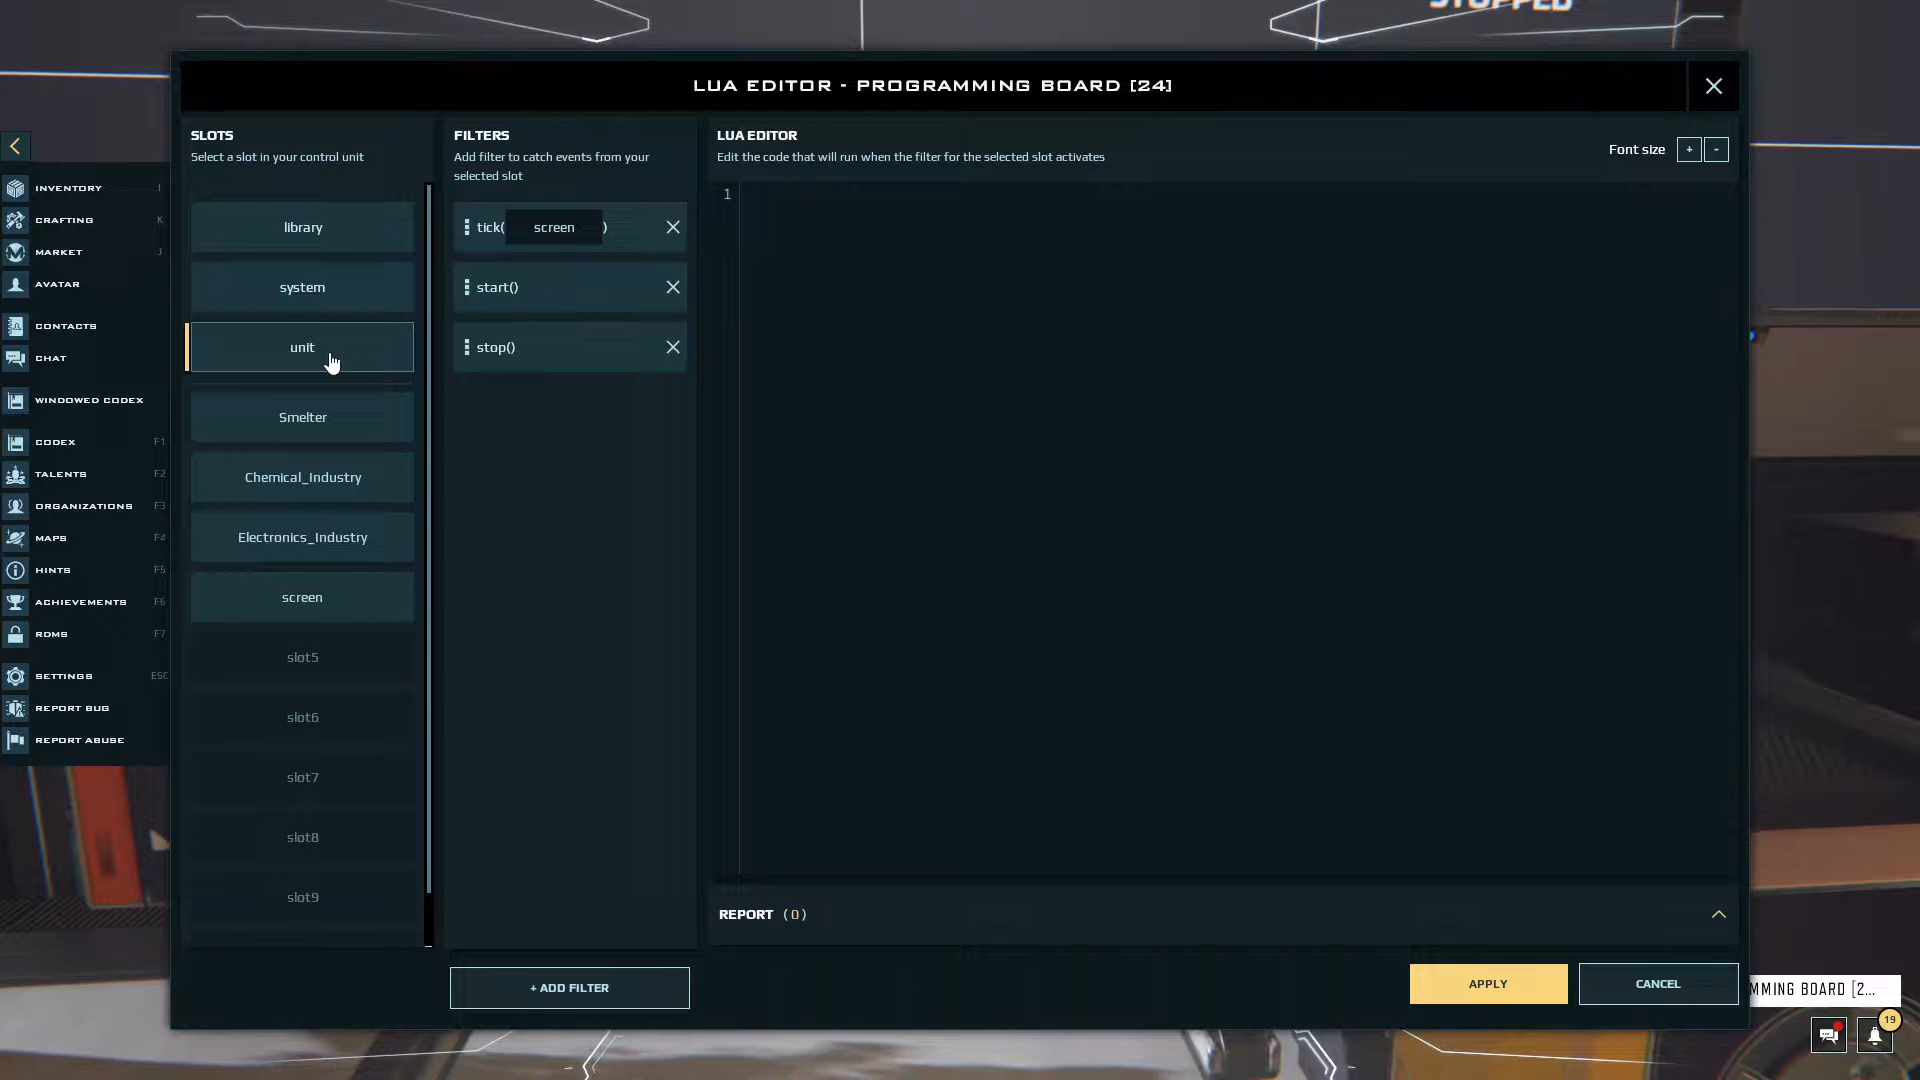 STOPPED
LUA EDITOR - PROGRAMMING BOARD [24]
SLOTS
Select a slot in your control unit
library
system
unit
Smelter
Chemical_Industry
Electronics_Industry
screen
slot5
slot6
slot7
slot8
slot9
FILTERS
Add filter to catch events from your
selected slot
tick( screen )
start()
stop()
+ ADD FILTER
LUA EDITOR
Edit the code that will run when the filter for the selected slot activates
Font size + -
1
REPORT (0)
APPLY
CANCEL
INVENTORY I
CRAFTING K
MARKET J
AVATAR
CONTACTS
CHAT
WINDOWED CODEX
CODEX F1
TALENTS F2
ORGANIZATIONS F3
MAPS F4
HINTS F5
ACHIEVEMENTS F6
RDMS F7
SETTINGS ESC
REPORT BUG
REPORT ABUSE
MMING BOARD [2...
19